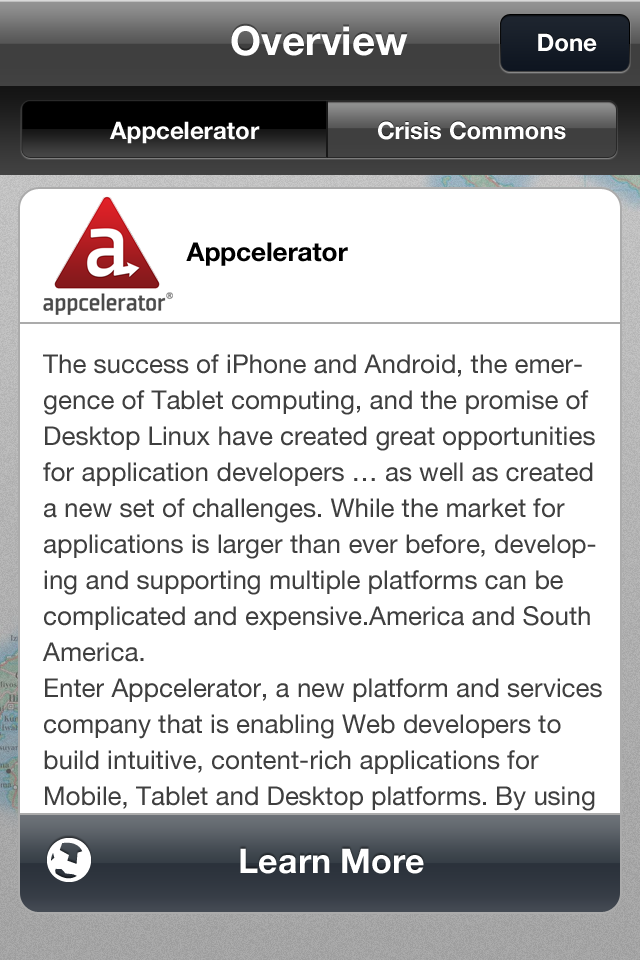 Overview
Done
Appcelerator
Crisis Commons
a
appcelerator®
Appcelerator
The success of iPhone and Android, the emer-
gence of Tablet computing, and the promise of
Desktop Linux have created great opportunities
for application developers … as well as created
a new set of challenges. While the market for
applications is larger than ever before, develop-
ing and supporting multiple platforms can be
complicated and expensive.America and South
America.
Enter Appcelerator, a new platform and services
company that is enabling Web developers to
build intuitive, content-rich applications for
Mobile, Tablet and Desktop platforms. By using
Learn More